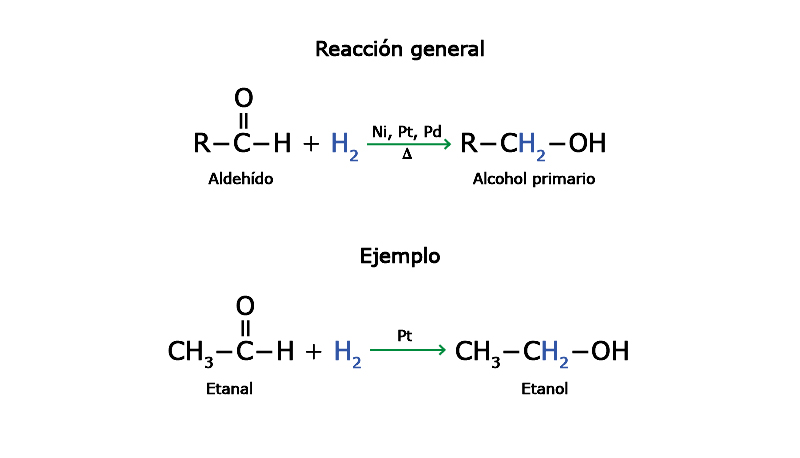 Reacción general
O
||
R–C–H + H₂ Ni, Pt, Pd Δ → R–CH₂–OH
Aldehído Alcohol primario
Ejemplo
O
||
CH₃–C–H + H₂ Pt → CH₃–CH₂–OH
Etanal Etanol